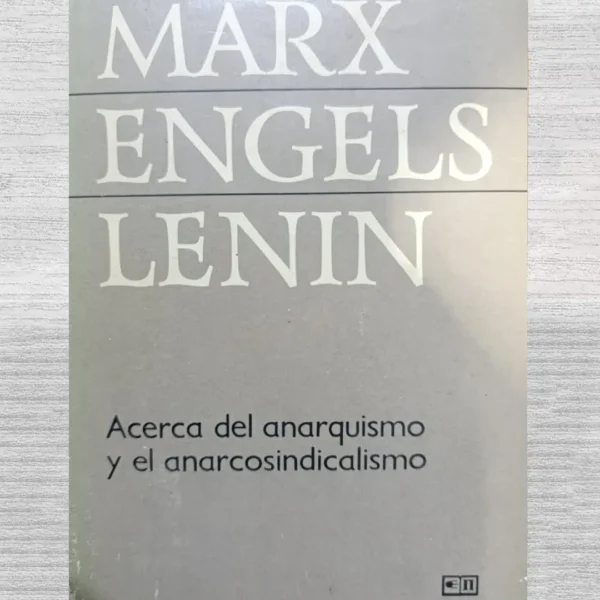 MARX
ENGELS
LENIN
Acerca del anarquismo
y el anarcosindicalismo